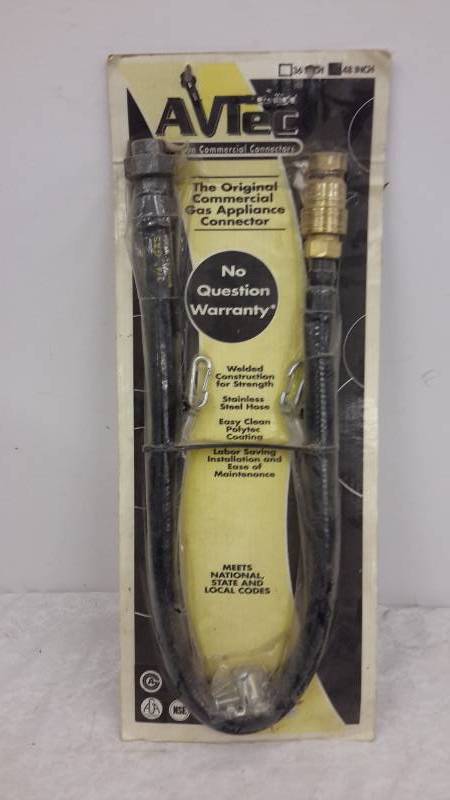 36 INCH 48 INCH
AVTec
Commercial Connectors
The Original
Commercial
Gas Appliance
Connector
No
Question
Warranty*
Welded
Construction
for Strength
Stainless
Steel Hose
Easy Clean
Polytec
Coating
Labor Saving
Installation and
Ease of
Maintenance
MEETS
NATIONAL,
STATE AND
LOCAL CODES
NSF